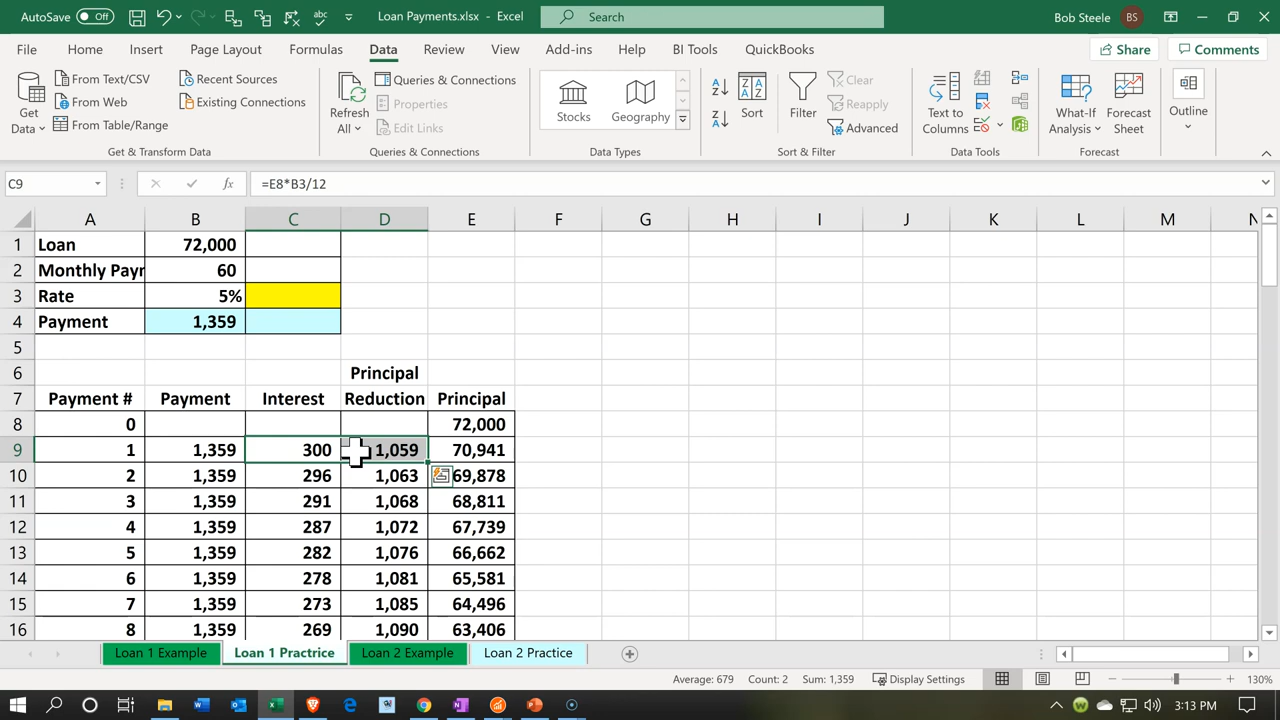 AutoSave Off Loan Payments.xlsx - Excel Search Bob Steele BS
File Home Insert Page Layout Formulas Data Review View Add-ins Help BI Tools QuickBooks Share Comments
Get Data From Text/CSV From Web From Table/Range Recent Sources Existing Connections
Get & Transform Data
Refresh All Queries & Connections Properties Edit Links
Queries & Connections
Stocks Geography
Data Types
Sort Filter Clear Reapply Advanced
Sort & Filter
Text to Columns
Data Tools
What-If Analysis Forecast Sheet
Forecast
Outline
C9 fx =E8*B3/12
A B C D E F G H I J K L M N
1 Loan 72,000
2 Monthly Payr 60
3 Rate 5%
4 Payment 1,359
5
6 Principal
7 Payment # Payment Interest Reduction Principal
8 0 72,000
9 1 1,359 300 1,059 70,941
10 2 1,359 296 1,063 69,878
11 3 1,359 291 1,068 68,811
12 4 1,359 287 1,072 67,739
13 5 1,359 282 1,076 66,662
14 6 1,359 278 1,081 65,581
15 7 1,359 273 1,085 64,496
16 8 1,359 269 1,090 63,406
Loan 1 Example Loan 1 Practrice Loan 2 Example Loan 2 Practice
Average: 679 Count: 2 Sum: 1,359 Display Settings 130%
3:13 PM